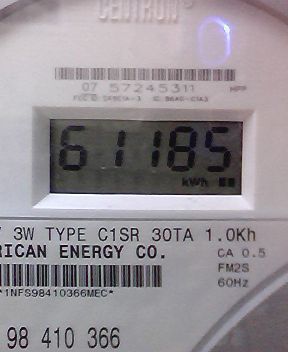 CENTRON
07 57245311
61185
kWh
3W TYPE C1SR 30TA 1.0Kh
RICAN ENERGY CO.
CA 0.5
FM2S
60Hz
*1NFS98410366MEC*
98 410 366